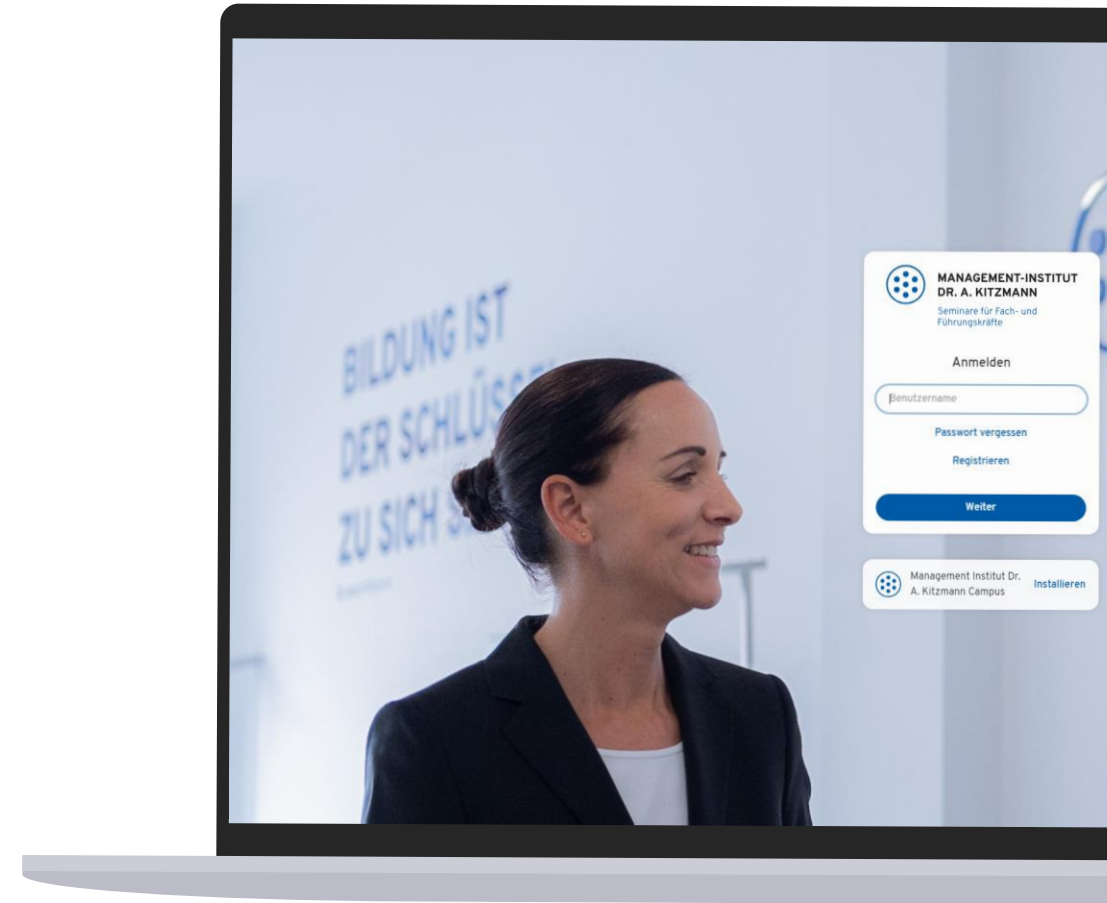 BILDUNG IST
DER SCHLÜSSEL
ZU SICH
MANAGEMENT-INSTITUT
DR. A. KITZMANN
Seminare für Fach- und
Führungskräfte
Anmelden
Benutzername
Passwort vergessen
Registrieren
Weiter
Management Institut Dr.
A. Kitzmann Campus
Installieren